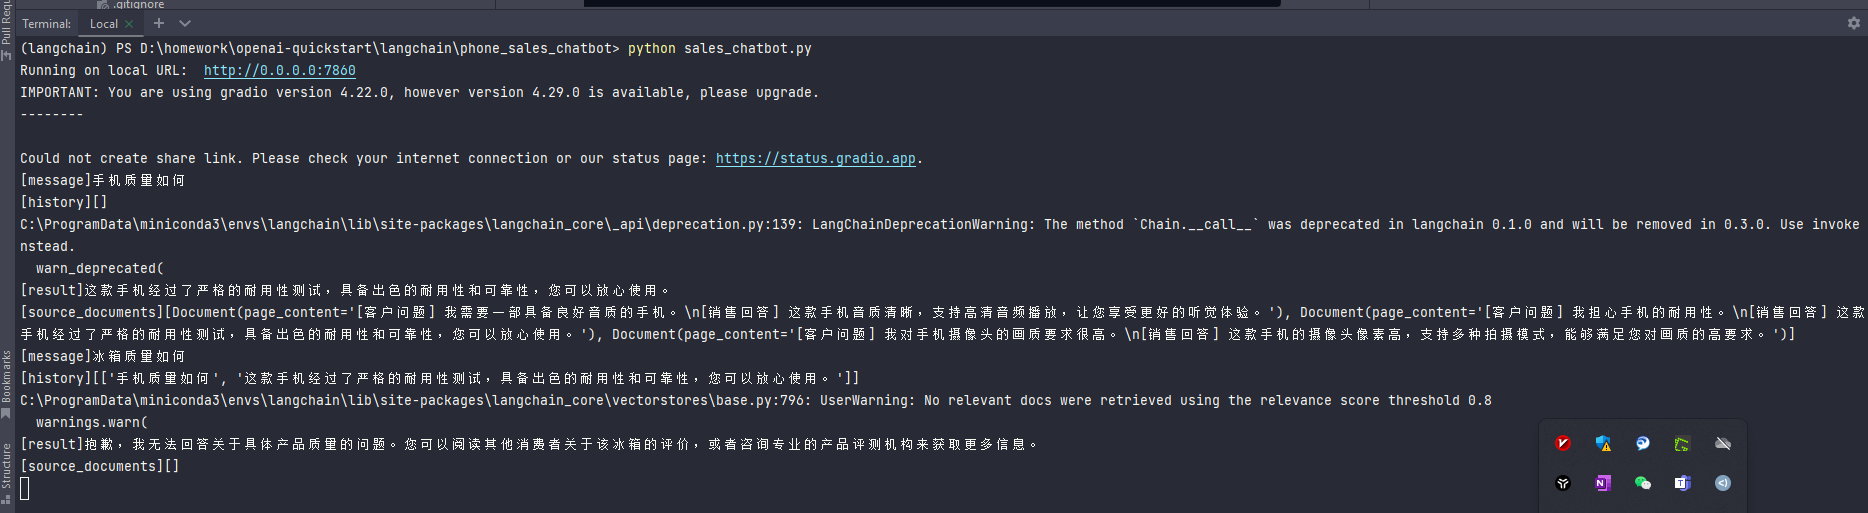 .gitignore
Pull Requ
Terminal:
Local
(langchain) PS D:\homework\openai-quickstart\langchain\phone_sales_chatbot> python sales_chatbot.py
Running on local URL:  http://0.0.0.0:7860
IMPORTANT: You are using gradio version 4.22.0, however version 4.29.0 is available, please upgrade.
--------
Could not create share link. Please check your internet connection or our status page: https://status.gradio.app.
[message]手机质量如何
[history][]
C:\ProgramData\miniconda3\envs\langchain\lib\site-packages\langchain_core\_api\deprecation.py:139: LangChainDeprecationWarning: The method `Chain.__call__` was deprecated in langchain 0.1.0 and will be removed in 0.3.0. Use invoke
nstead.
  warn_deprecated(
[result]这款手机经过了严格的耐用性测试，具备出色的耐用性和可靠性，您可以放心使用。
[source_documents][Document(page_content='[客户问题] 我需要一部具备良好音质的手机。\n[销售回答] 这款手机音质清晰，支持高清音频播放，让您享受更好的听觉体验。'), Document(page_content='[客户问题] 我担心手机的耐用性。\n[销售回答] 这款
手机经过了严格的耐用性测试，具备出色的耐用性和可靠性，您可以放心使用。'), Document(page_content='[客户问题] 我对手机摄像头的画质要求很高。\n[销售回答] 这款手机的摄像头像素高，支持多种拍摄模式，能够满足您对画质的高要求。')]
[message]冰箱质量如何
[history][['手机质量如何', '这款手机经过了严格的耐用性测试，具备出色的耐用性和可靠性，您可以放心使用。']]
C:\ProgramData\miniconda3\envs\langchain\lib\site-packages\langchain_core\vectorstores\base.py:796: UserWarning: No relevant docs were retrieved using the relevance score threshold 0.8
  warnings.warn(
[result]抱歉，我无法回答关于具体产品质量的问题。您可以阅读其他消费者关于该冰箱的评价，或者咨询专业的产品评测机构来获取更多信息。
[source_documents][]
Bookmarks
Structure